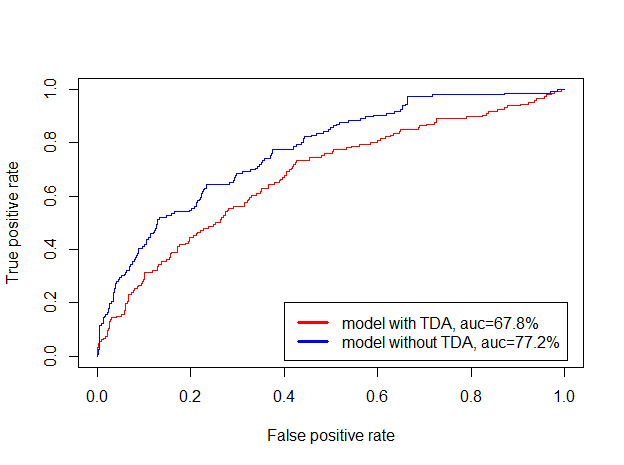 True positive rate
1.0
0.8
0.6
0.4
0.2
0.0
model with TDA, auc=67.8%
model without TDA, auc=77.2%
0.0 0.2 0.4 0.6 0.8 1.0
False positive rate